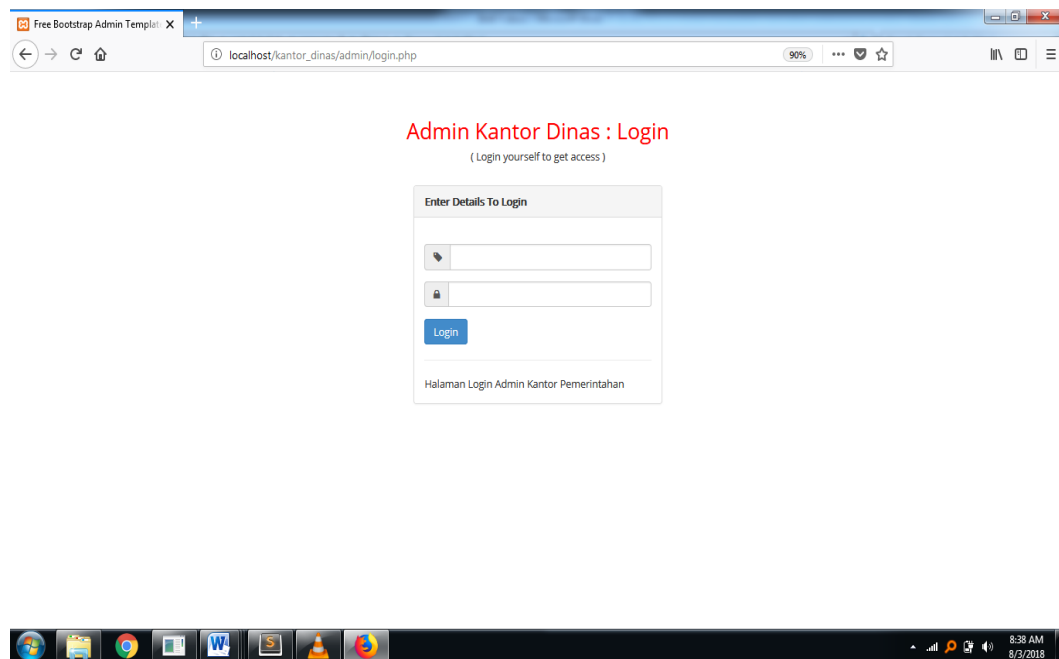 Free Bootstrap Admin Templat
localhost/kantor_dinas/admin/login.php
90%
Admin Kantor Dinas : Login
( Login yourself to get access )
Enter Details To Login
Login
Halaman Login Admin Kantor Pemerintahan
8:38 AM
8/3/2018